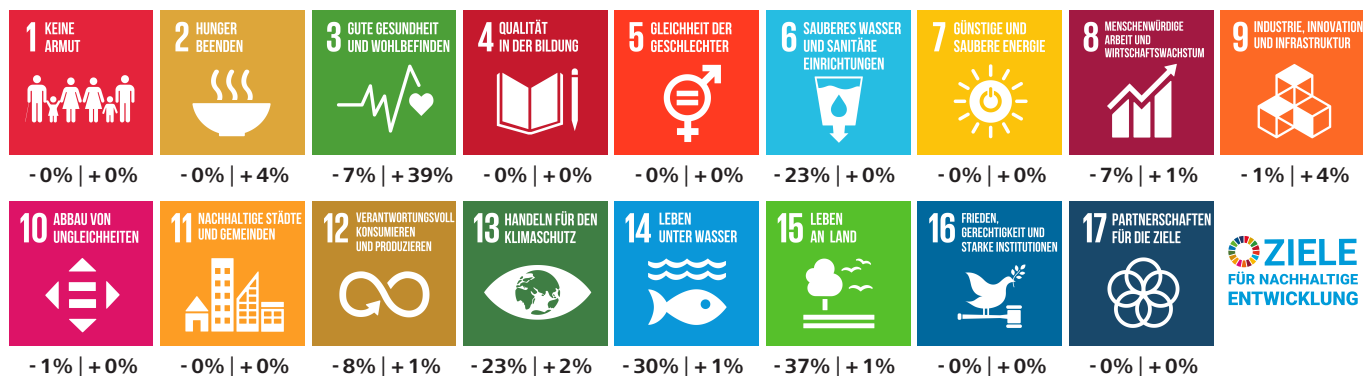 1 KEINE
ARMUT
2 HUNGER
BEENDEN
3 GUTE GESUNDHEIT
UND WOHLBEFINDEN
4 QUALITÄT
IN DER BILDUNG
5 GLEICHHEIT DER
GESCHLECHTER
6 SAUBERES WASSER
UND SANITÄRE
EINRICHTUNGEN
7 GÜNSTIGE UND
SAUBERE ENERGIE
8 MENSCHENWÜRDIGE
ARBEIT UND
WIRTSCHAFTSWACHSTUM
9 INDUSTRIE, INNOVATION
UND INFRASTRUKTUR
-0% | +0%
-0% | +4%
-7% | +39%
-0% | +0%
-0% | +0%
-23% | +0%
-0% | +0%
-7% | +1%
-1% | +4%
10 ABBAU VON
UNGLEICHHEITEN
11 NACHHALTIGE STÄDTE
UND GEMEINDEN
12 VERANTWORTUNGSVOLL
KONSUMIEREN
UND PRODUZIEREN
13 HANDELN FÜR DEN
KLIMASCHUTZ
14 LEBEN
UNTER WASSER
15 LEBEN
AN LAND
16 FRIEDEN,
GERECHTIGKEIT UND
STARKE INSTITUTIONEN
17 PARTNERSCHAFTEN
FÜR DIE ZIELE
ZIELE
FÜR NACHHALTIGE
ENTWICKLUNG
-1% | +0%
-0% | +0%
-8% | +1%
-23% | +2%
-30% | +1%
-37% | +1%
-0% | +0%
-0% | +0%